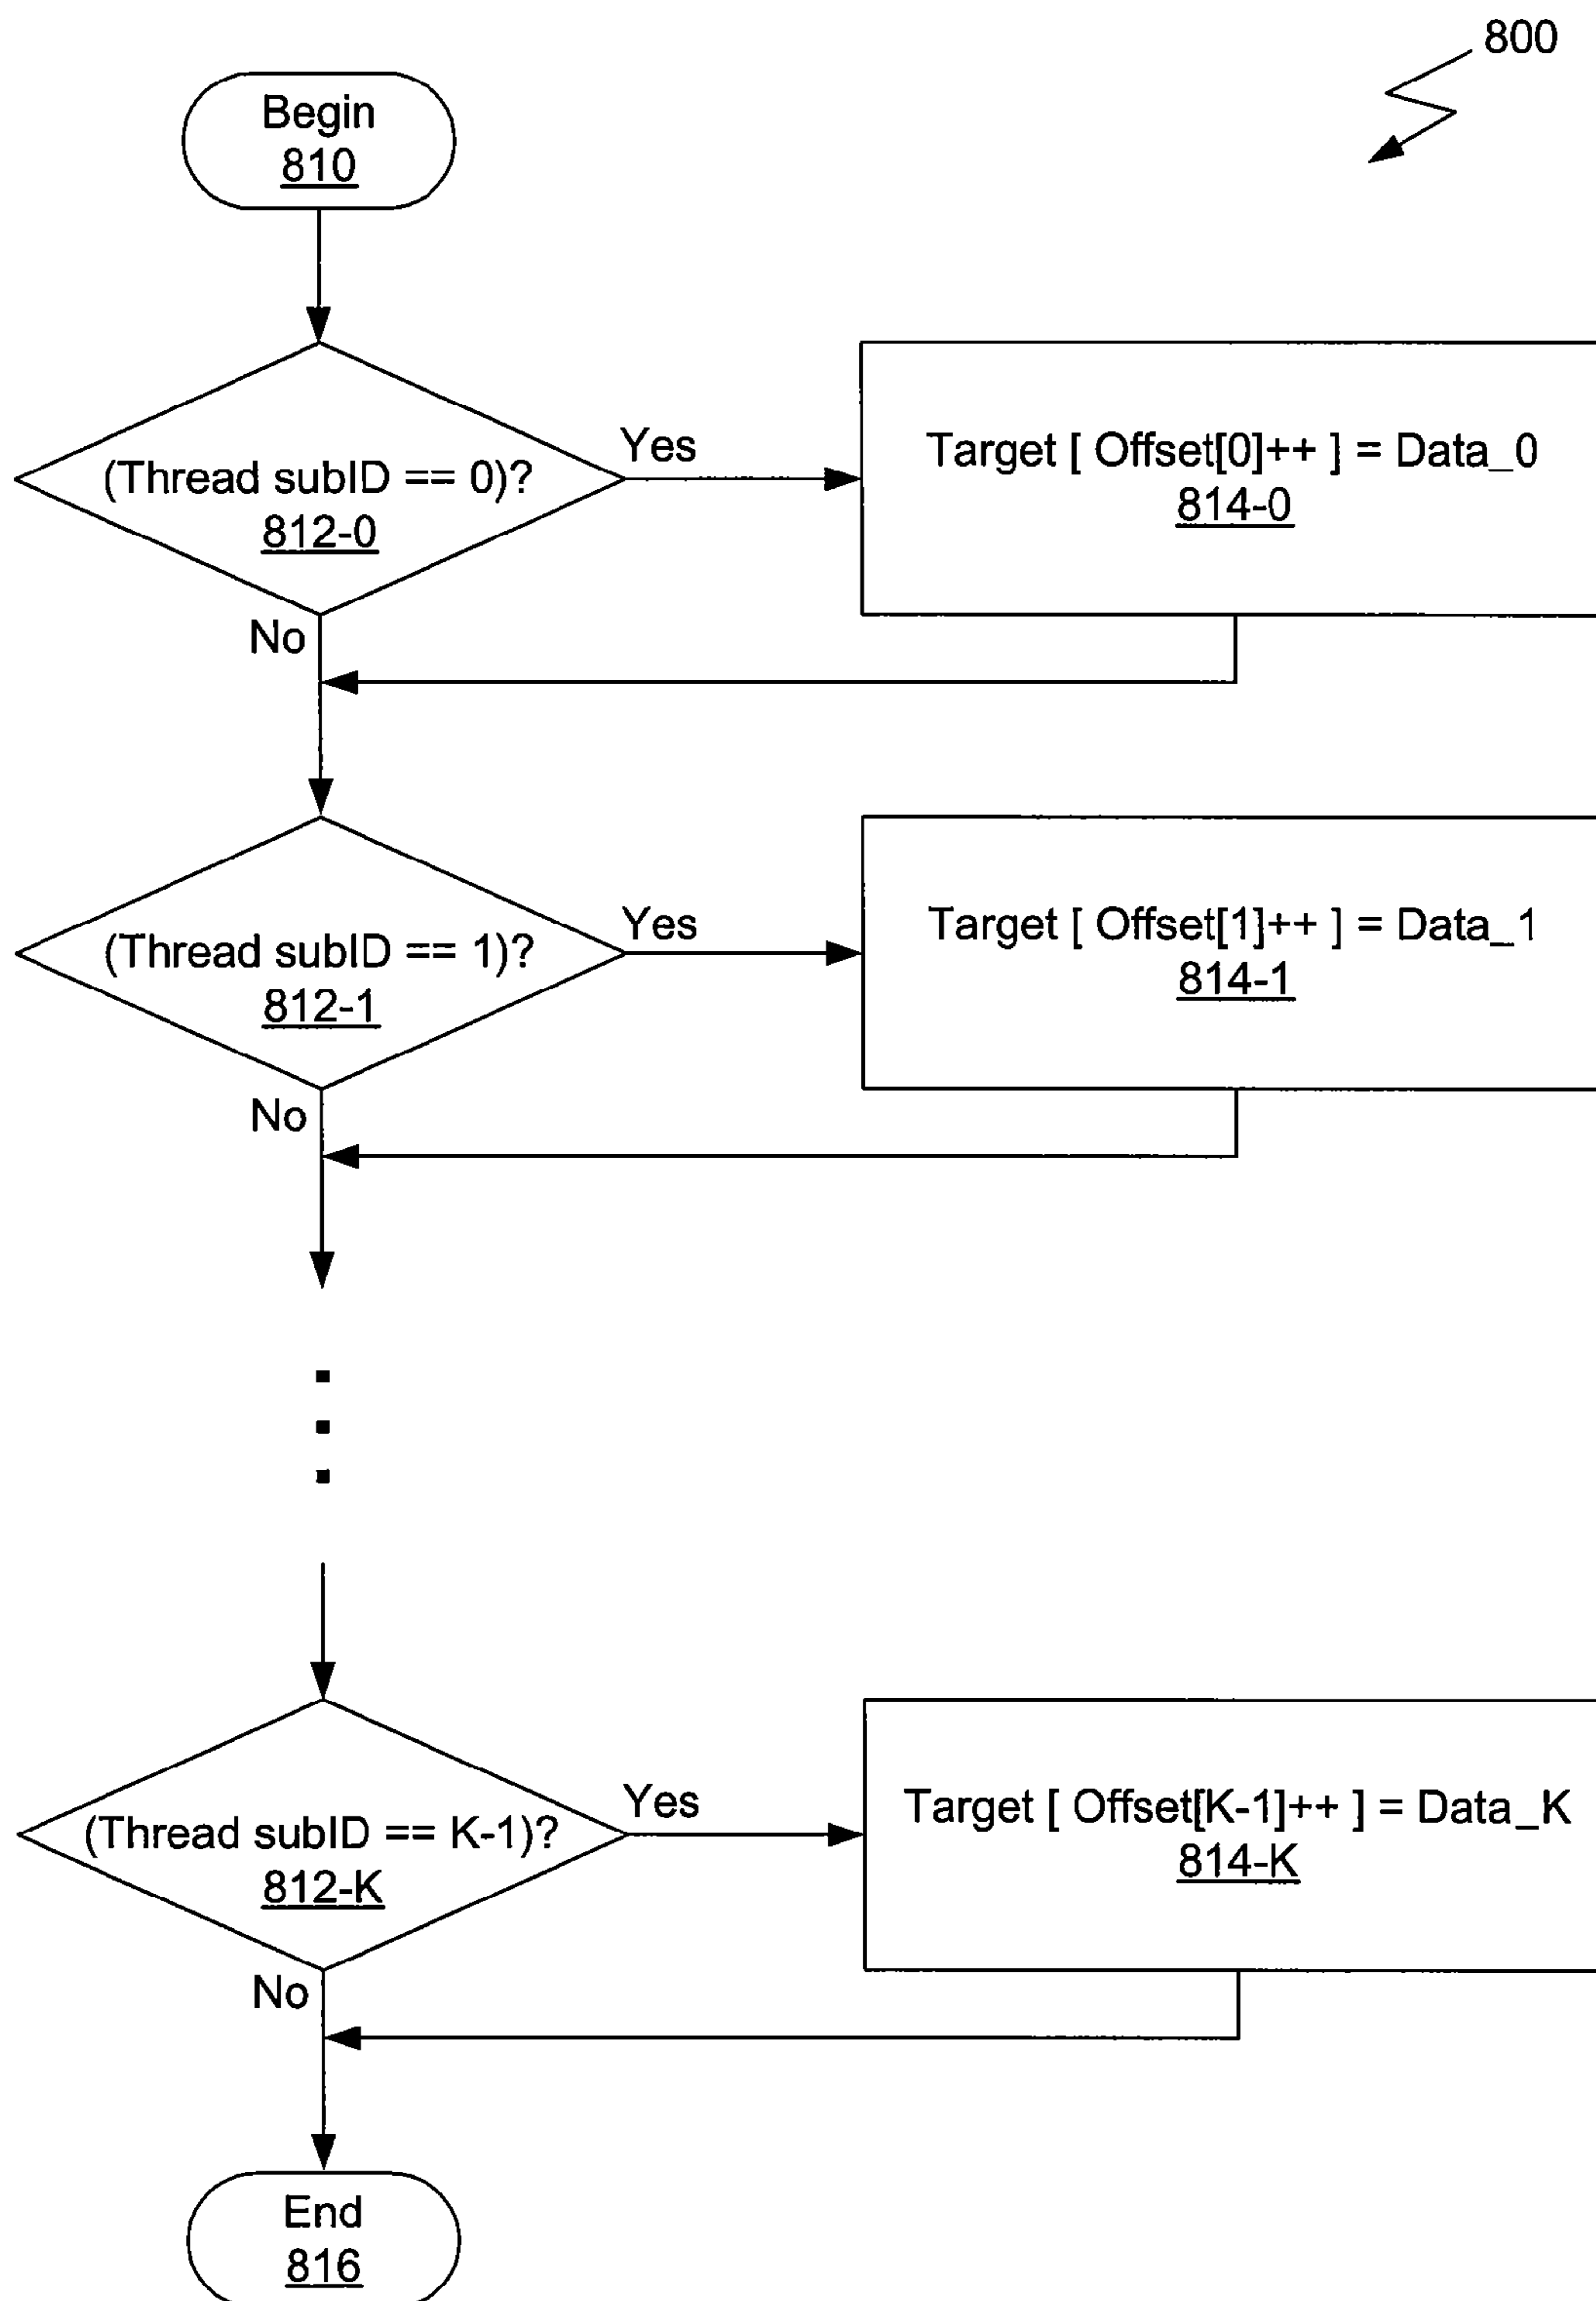 800
Begin
810
(Thread subID == 0)?
812-0
Yes
Target [ Offset[0]++ ] = Data_0
814-0
No
(Thread subID == 1)?
812-1
Yes
Target [ Offset[1]++ ] = Data_1
814-1
No
(Thread subID == K-1)?
812-K
Yes
Target [ Offset[K-1]++ ] = Data_K
814-K
No
End
816